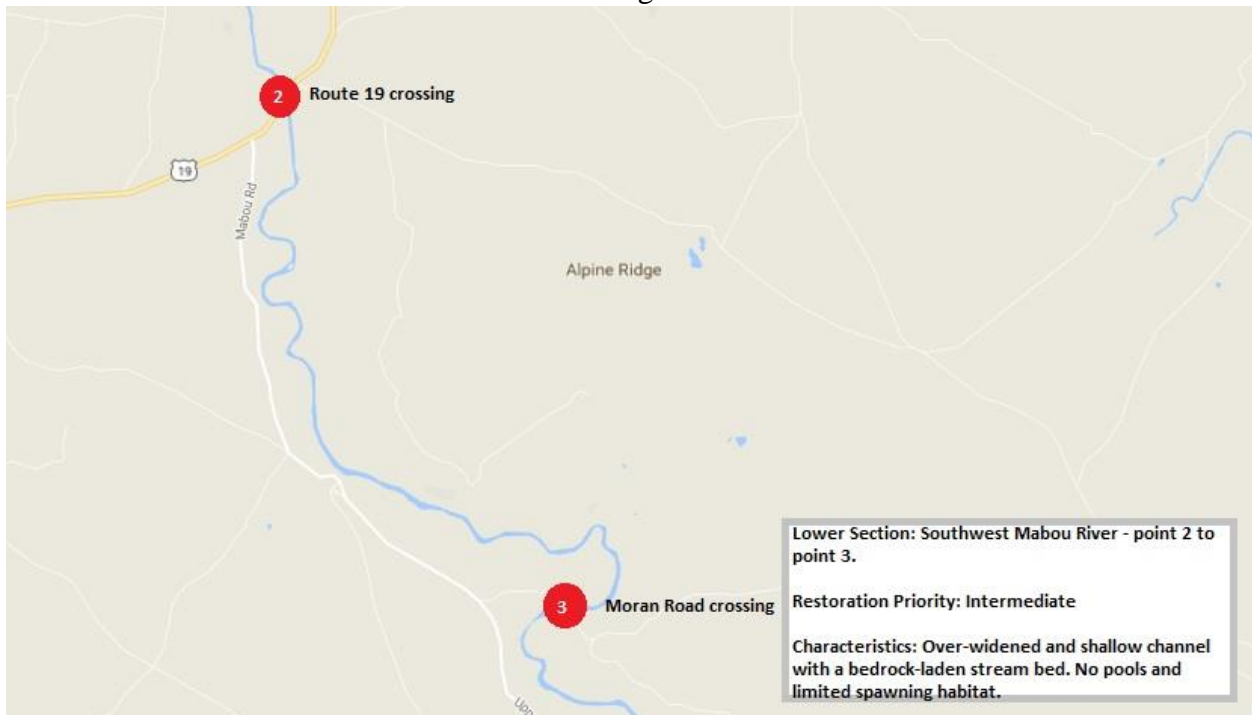 2 Route 19 crossing
19
Mabou Rd
Alpine Ridge
3 Moran Road crossing
Lower Section: Southwest Mabou River - point 2 to
point 3.
Restoration Priority: Intermediate
Characteristics: Over-widened and shallow channel
with a bedrock-laden stream bed. No pools and
limited spawning habitat.